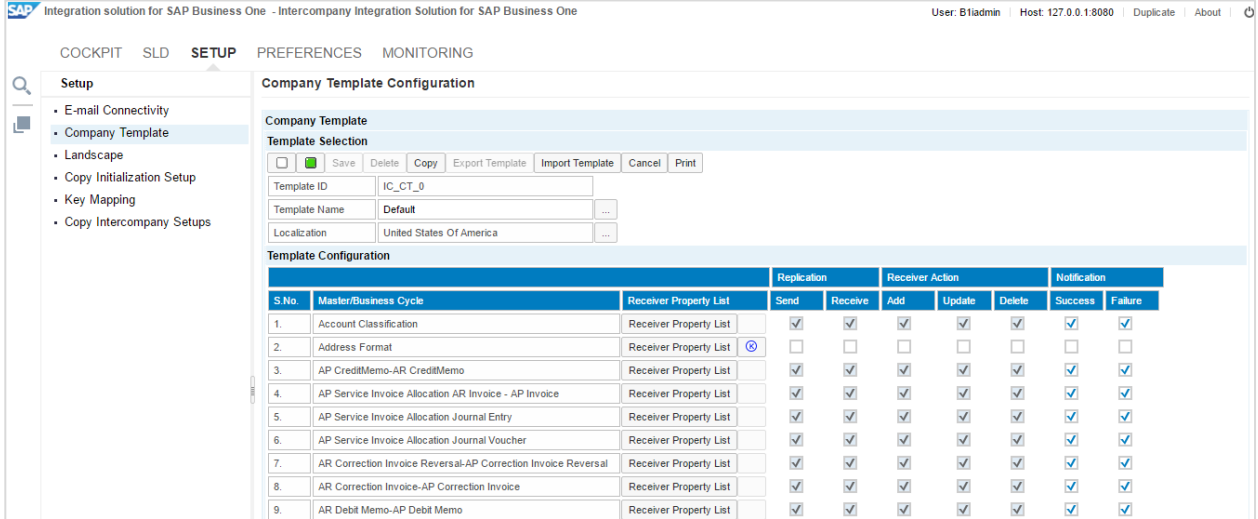 SAP Integration solution for SAP Business One - Intercompany Integration Solution for SAP Business One User: B1iadmin Host: 127.0.0.1:8080 Duplicate About
COCKPIT SLD SETUP PREFERENCES MONITORING
Setup
E-mail Connectivity
Company Template
Landscape
Copy Initialization Setup
Key Mapping
Copy Intercompany Setups
Company Template Configuration
Company Template
Template Selection
Save Delete Copy Export Template Import Template Cancel Print
Template ID IC_CT_0
Template Name Default ...
Localization United States Of America ...
Template Configuration
Replication Receiver Action Notification
S.No. Master/Business Cycle Receiver Property List Send Receive Add Update Delete Success Failure
1. Account Classification Receiver Property List
2. Address Format Receiver Property List K
3. AP CreditMemo-AR CreditMemo Receiver Property List
4. AP Service Invoice Allocation AR Invoice - AP Invoice Receiver Property List
5. AP Service Invoice Allocation Journal Entry Receiver Property List
6. AP Service Invoice Allocation Journal Voucher Receiver Property List
7. AR Correction Invoice Reversal-AP Correction Invoice Reversal Receiver Property List
8. AR Correction Invoice-AP Correction Invoice Receiver Property List
9. AR Debit Memo-AP Debit Memo Receiver Property List